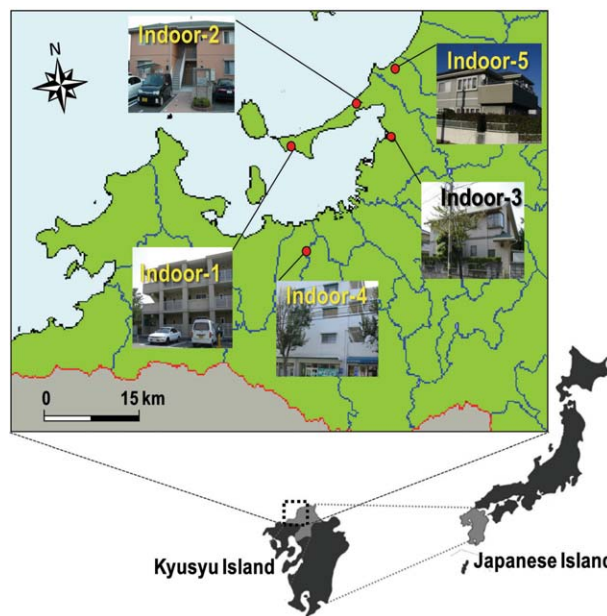 N
Indoor-2
Indoor-5
Indoor-3
Indoor-1
Indoor-4
0 15 km
Kyusyu Island
Japanese Island